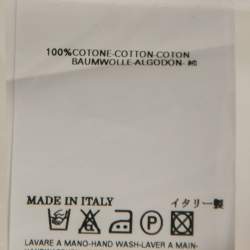 100%COTONE-COTTON-COTON
BAUMWOLLE-ALGODON-綿
MADE IN ITALY イタリー製
LAVARE A MANO-HAND WASH-LAVER A MAIN-